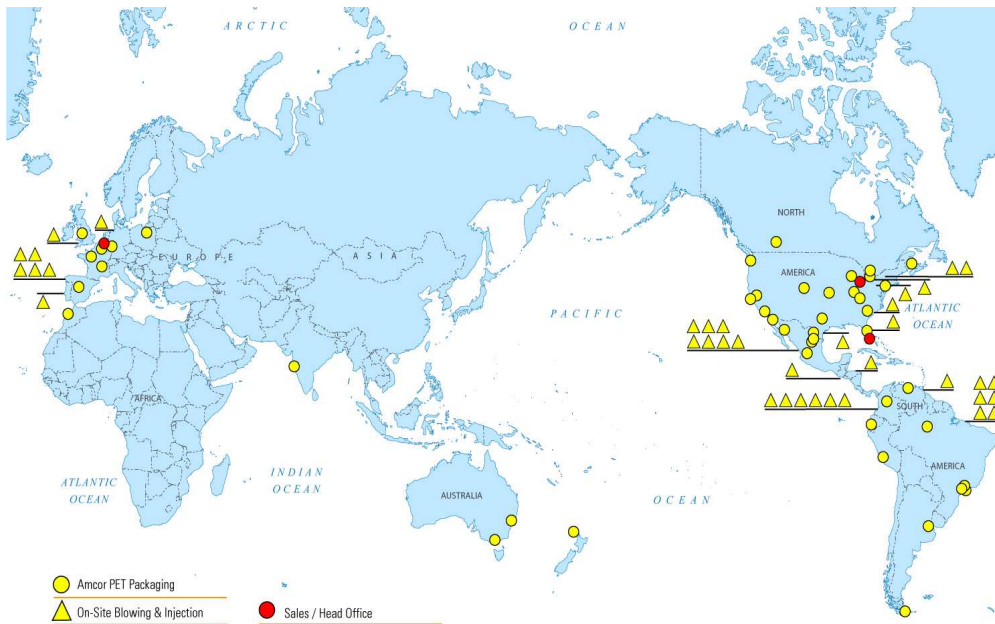 ARCTIC OCEAN
NORTH
EUROPE
ASIA
AMERICA
PACIFIC
ATLANTIC
OCEAN
AFRICA
SOUTH
AMERICA
INDIAN
OCEAN
ATLANTIC
OCEAN
AUSTRALIA
OCEAN
Amcor PET Packaging
On-Site Blowing & Injection
Sales / Head Office